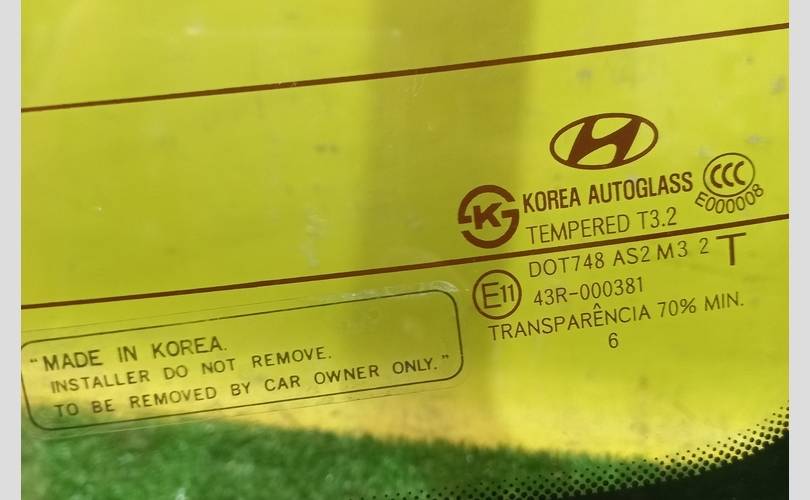 KOREA AUTOGLASS
CCC
E000008
K
TEMPERED T3.2
DOT748 AS2 M3 2 T
E11
43R-000381
TRANSPARÊNCIA 70% MIN.
6
"MADE IN KOREA.
INSTALLER DO NOT REMOVE.
TO BE REMOVED BY CAR OWNER ONLY."